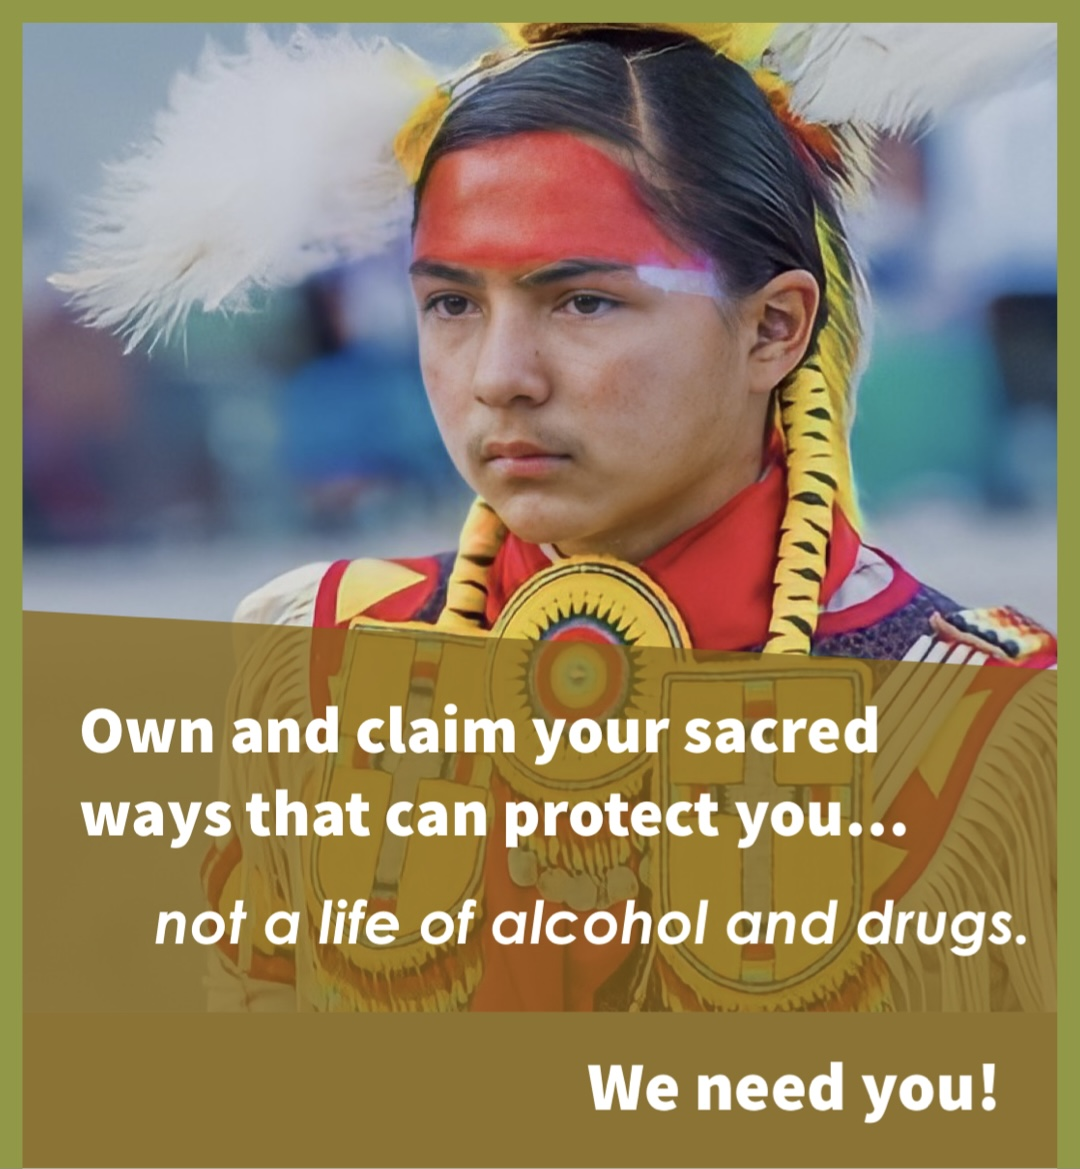 Own and claim your sacred
ways that can protect you...
not a life of alcohol and drugs.
We need you!